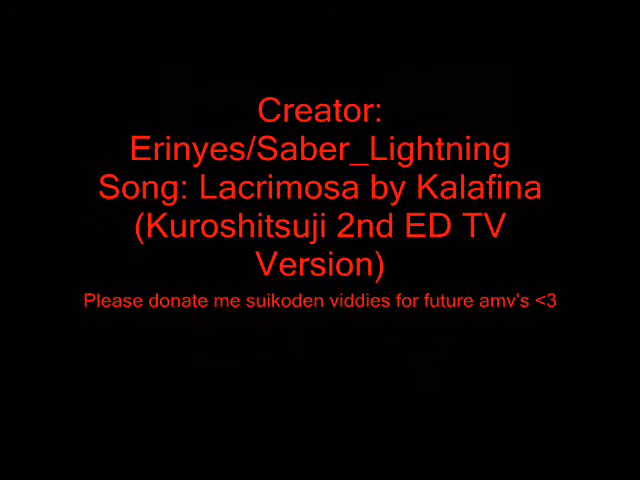 Creator:
Erinyes/Saber_Lightning
Song: Lacrimosa by Kalafina
(Kuroshitsuji 2nd ED TV
Version)
Please donate me suikoden viddies for future amv's <3